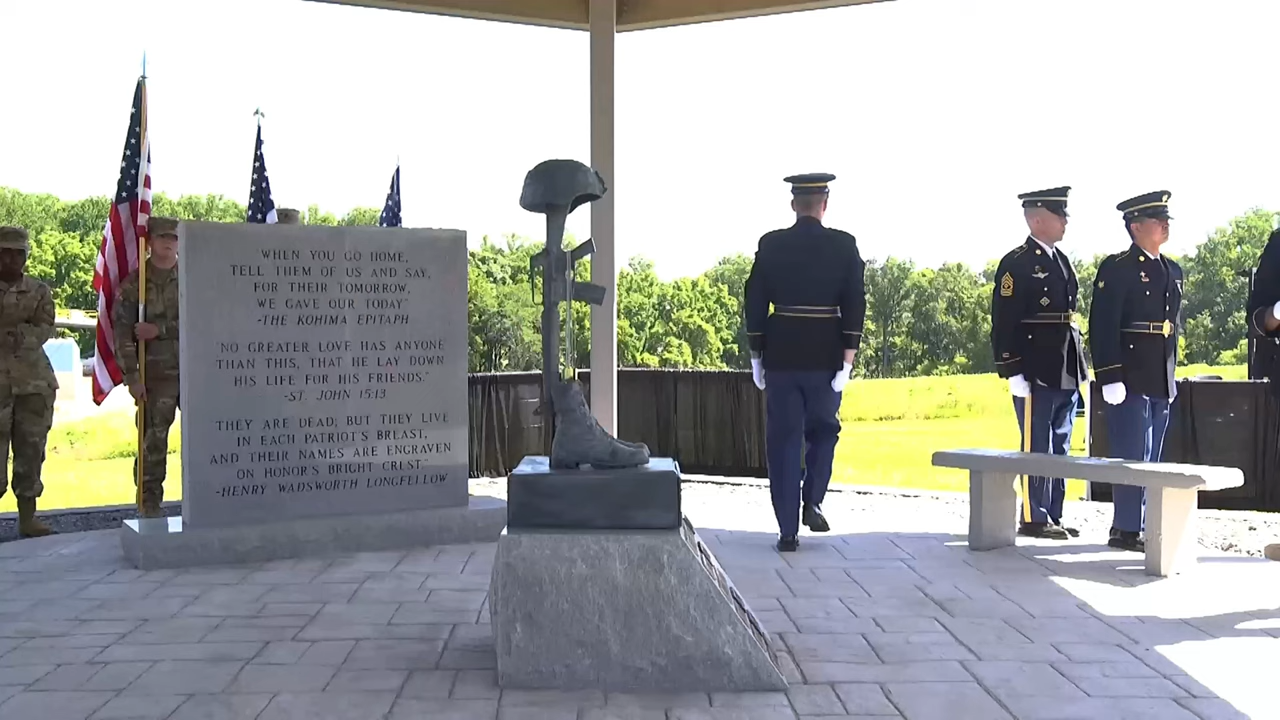 "WHEN YOU GO HOME,
TELL THEM OF US AND SAY,
FOR THEIR TOMORROW,
WE GAVE OUR TODAY"
-THE KOHIMA EPITAPH
"NO GREATER LOVE HAS ANYONE
THAN THIS, THAT HE LAY DOWN
HIS LIFE FOR HIS FRIENDS."
-ST. JOHN 15:13
"THEY ARE DEAD; BUT THEY LIVE
IN EACH PATRIOT'S BREAST,
AND THEIR NAMES ARE ENGRAVEN
ON HONOR'S BRIGHT CREST."
-HENRY WADSWORTH LONGFELLOW